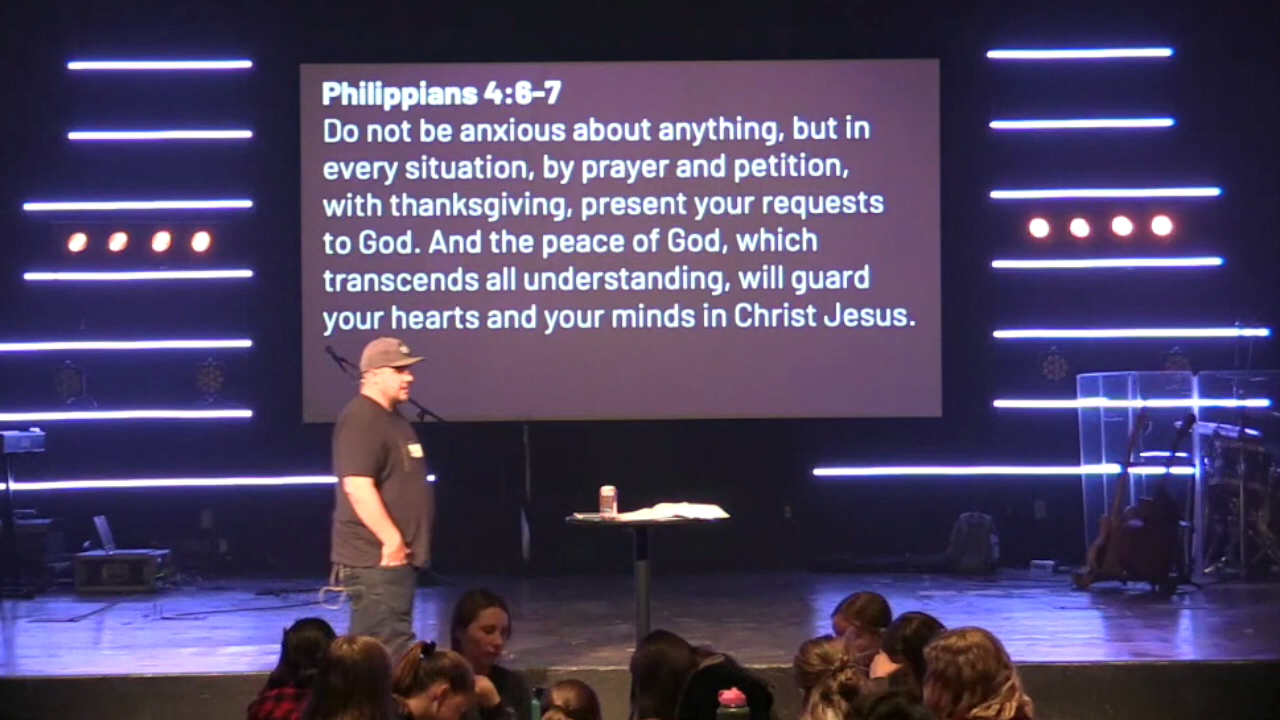 Philippians 4:6-7
Do not be anxious about anything, but in
every situation, by prayer and petition,
with thanksgiving, present your requests
to God. And the peace of God, which
transcends all understanding, will guard
your hearts and your minds in Christ Jesus.